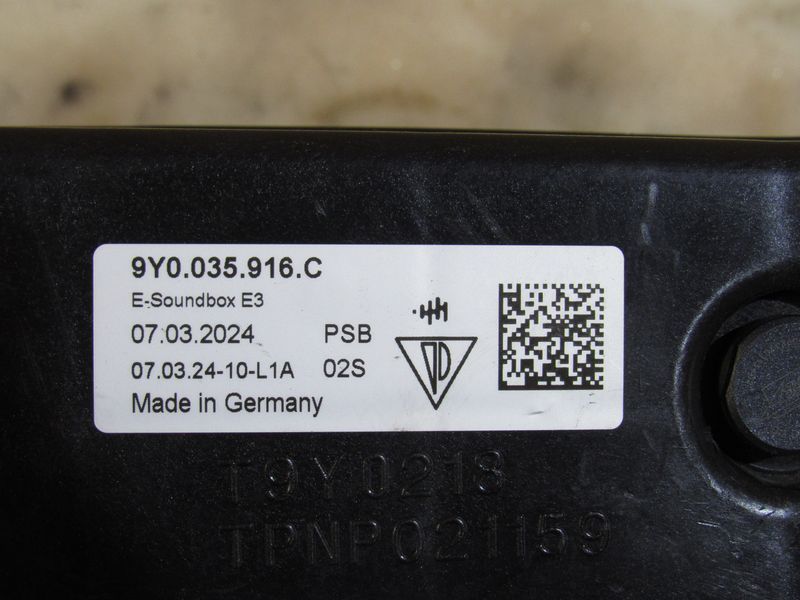 9Y0.035.916.C
E-Soundbox E3
07.03.2024 PSB
07.03.24-10-L1A 02S
Made in Germany
T9Y0213
TPNP021159